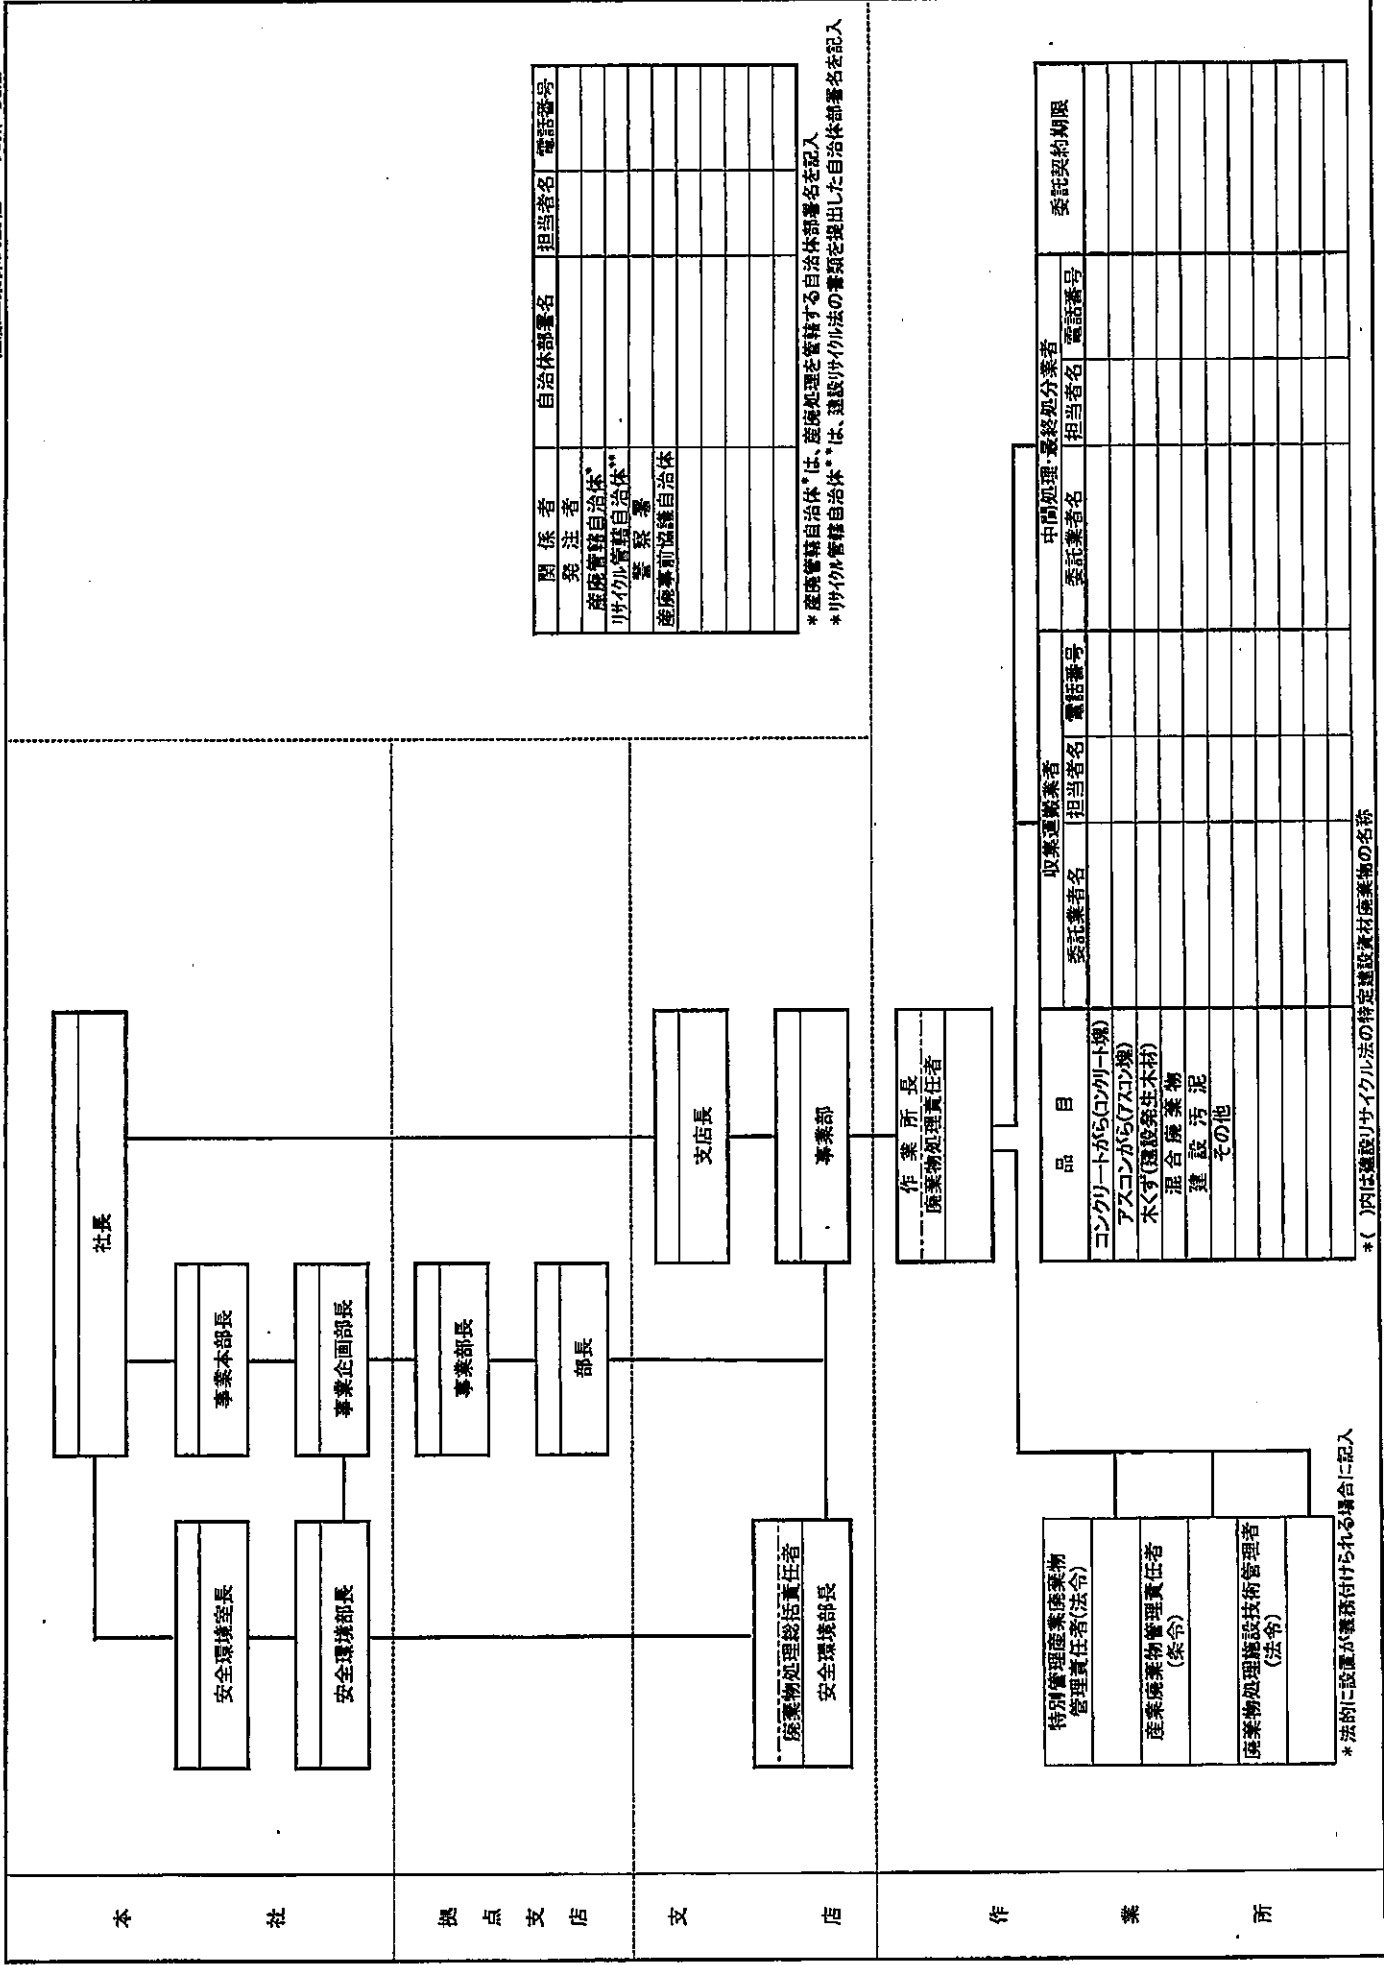 本社
社長
安全環境室長
事業本部長
安全環境部長
事業企画部長
拠点支店
事業部長
部長
支店
支店長
廃棄物処理総括責任者
安全環境部長
事業部
関係者 自治体部署名 担当者名 電話番号
発注者
産廃管轄自治体*
リサイクル管轄自治体**
警察署
産廃事前協議自治体
*産廃管轄自治体*は、産廃処理を管轄する自治体部署名を記入
*リサイクル管轄自治体**は、建設リサイクル法の書類を提出した自治体部署名を記入
作業所
作業所長
廃棄物処理責任者
特別管理産業廃棄物
管理責任者(法令)
産業廃棄物管理責任者
(条令)
廃棄物処理施設技術管理者
(法令)
*法的に設置が義務付けられる場合に記入
品目 収集運搬業者 中間処理・最終処分業者 委託契約期限
委託業者名 担当者名 電話番号 委託業者名 担当者名 電話番号
コンクリートがら(コンクリート塊)
アスコンがら(アスコン塊)
木くず(建設発生木材)
混合廃棄物
建設汚泥
その他
*( )内は建設リサイクル法の特定建設資材廃棄物の名称